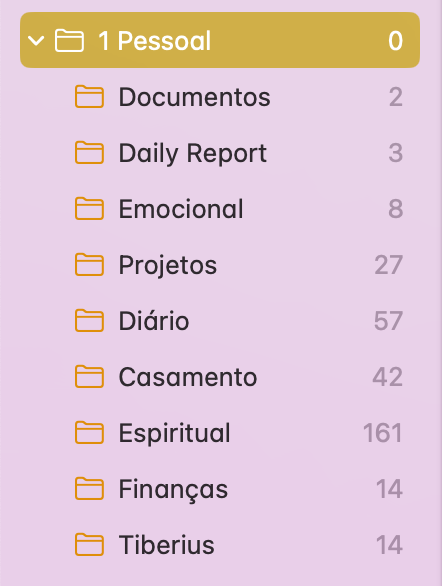 1 Pessoal 0
Documentos 2
Daily Report 3
Emocional 8
Projetos 27
Diário 57
Casamento 42
Espiritual 161
Finanças 14
Tiberius 14